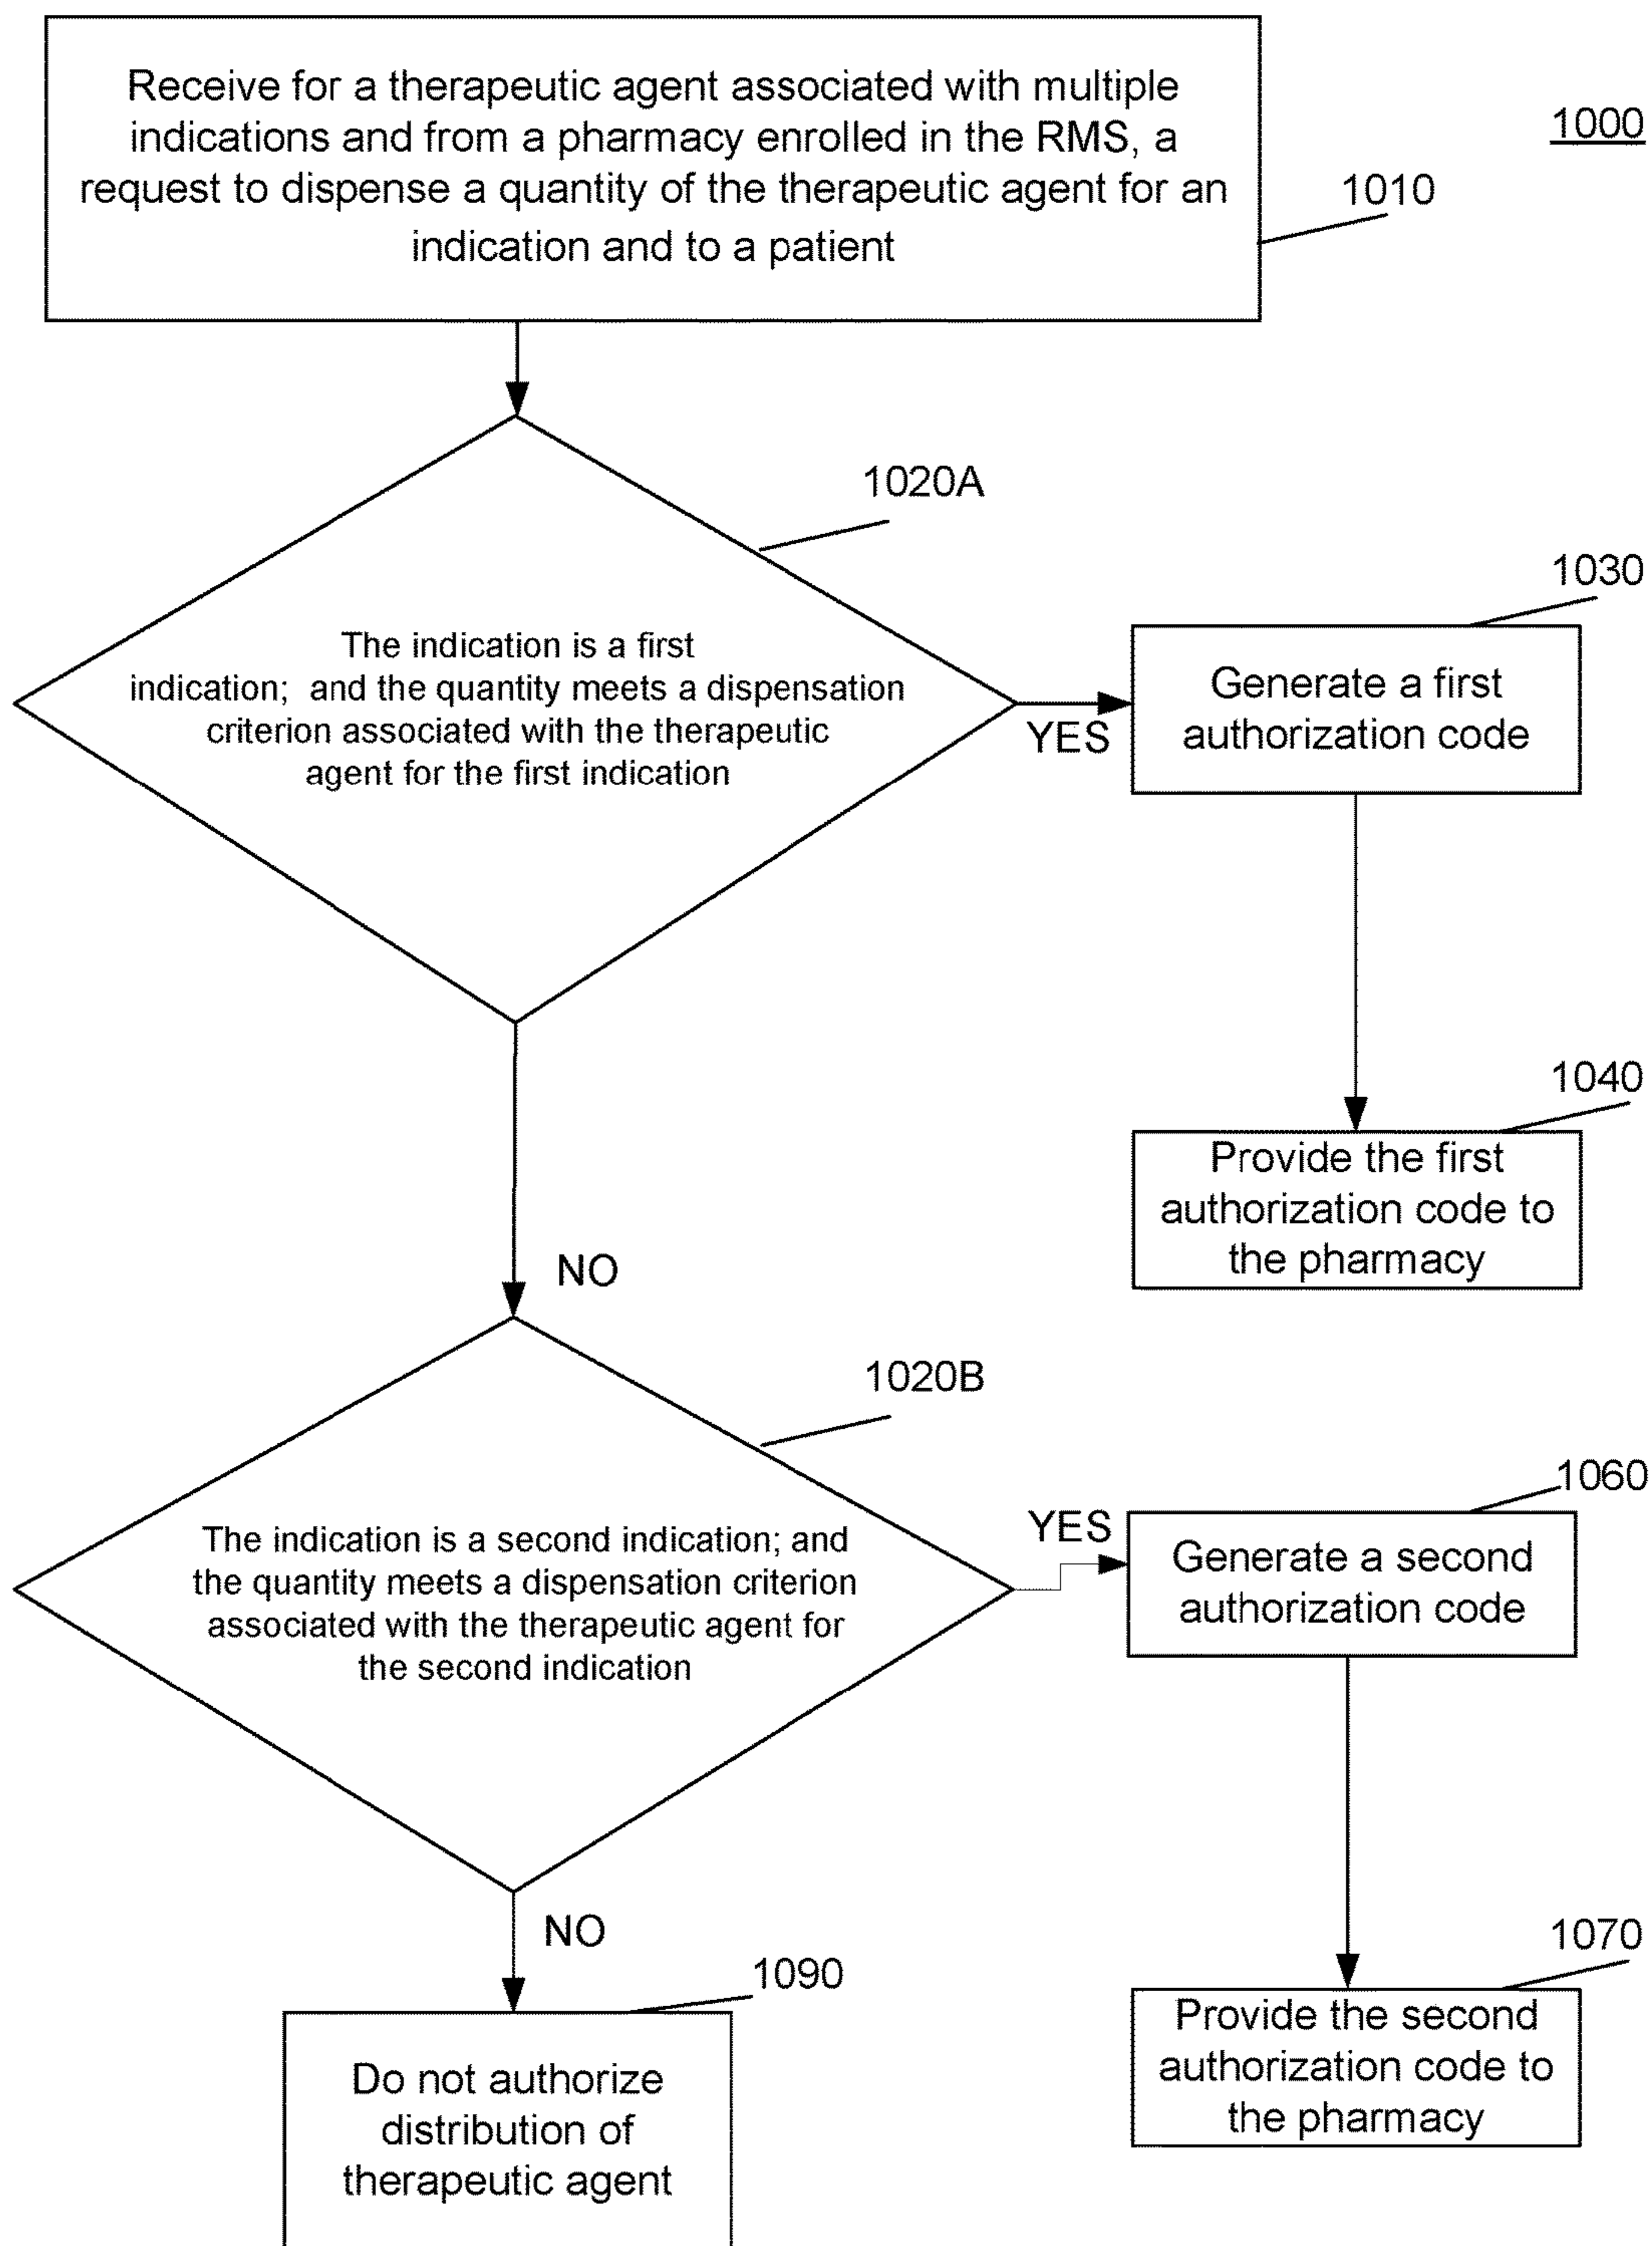 Receive for a therapeutic agent associated with multiple
indications and from a pharmacy enrolled in the RMS, a
request to dispense a quantity of the therapeutic agent for an
indication and to a patient
1000
1010
1020A
The indication is a first
indication; and the quantity meets a dispensation
criterion associated with the therapeutic
agent for the first indication
YES
1030
Generate a first
authorization code
1040
Provide the first
authorization code to
the pharmacy
NO
1020B
The indication is a second indication; and
the quantity meets a dispensation criterion
associated with the therapeutic agent for
the second indication
YES
1060
Generate a second
authorization code
1070
Provide the second
authorization code to
the pharmacy
NO
1090
Do not authorize
distribution of
therapeutic agent